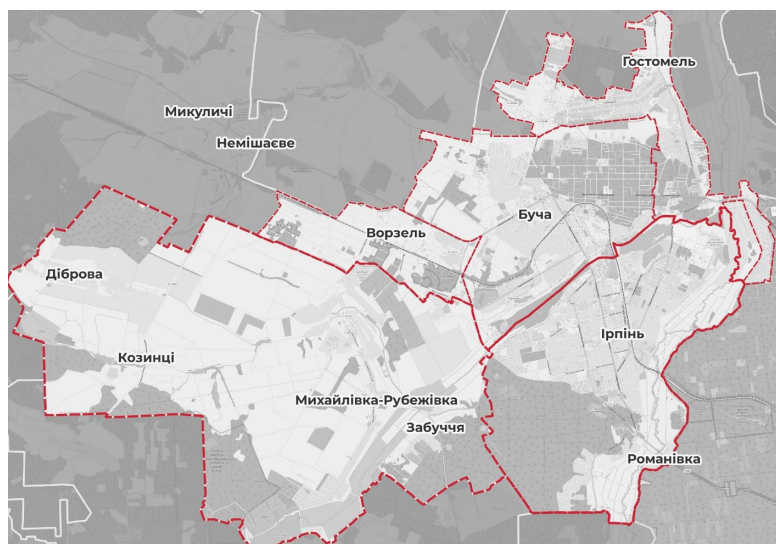 Гостомель
Микуличі
Немішаєве
Буча
Ворзель
Діброва
Ірпінь
Козинці
Михайлівка-Рубежівка
Забуччя
Романівка